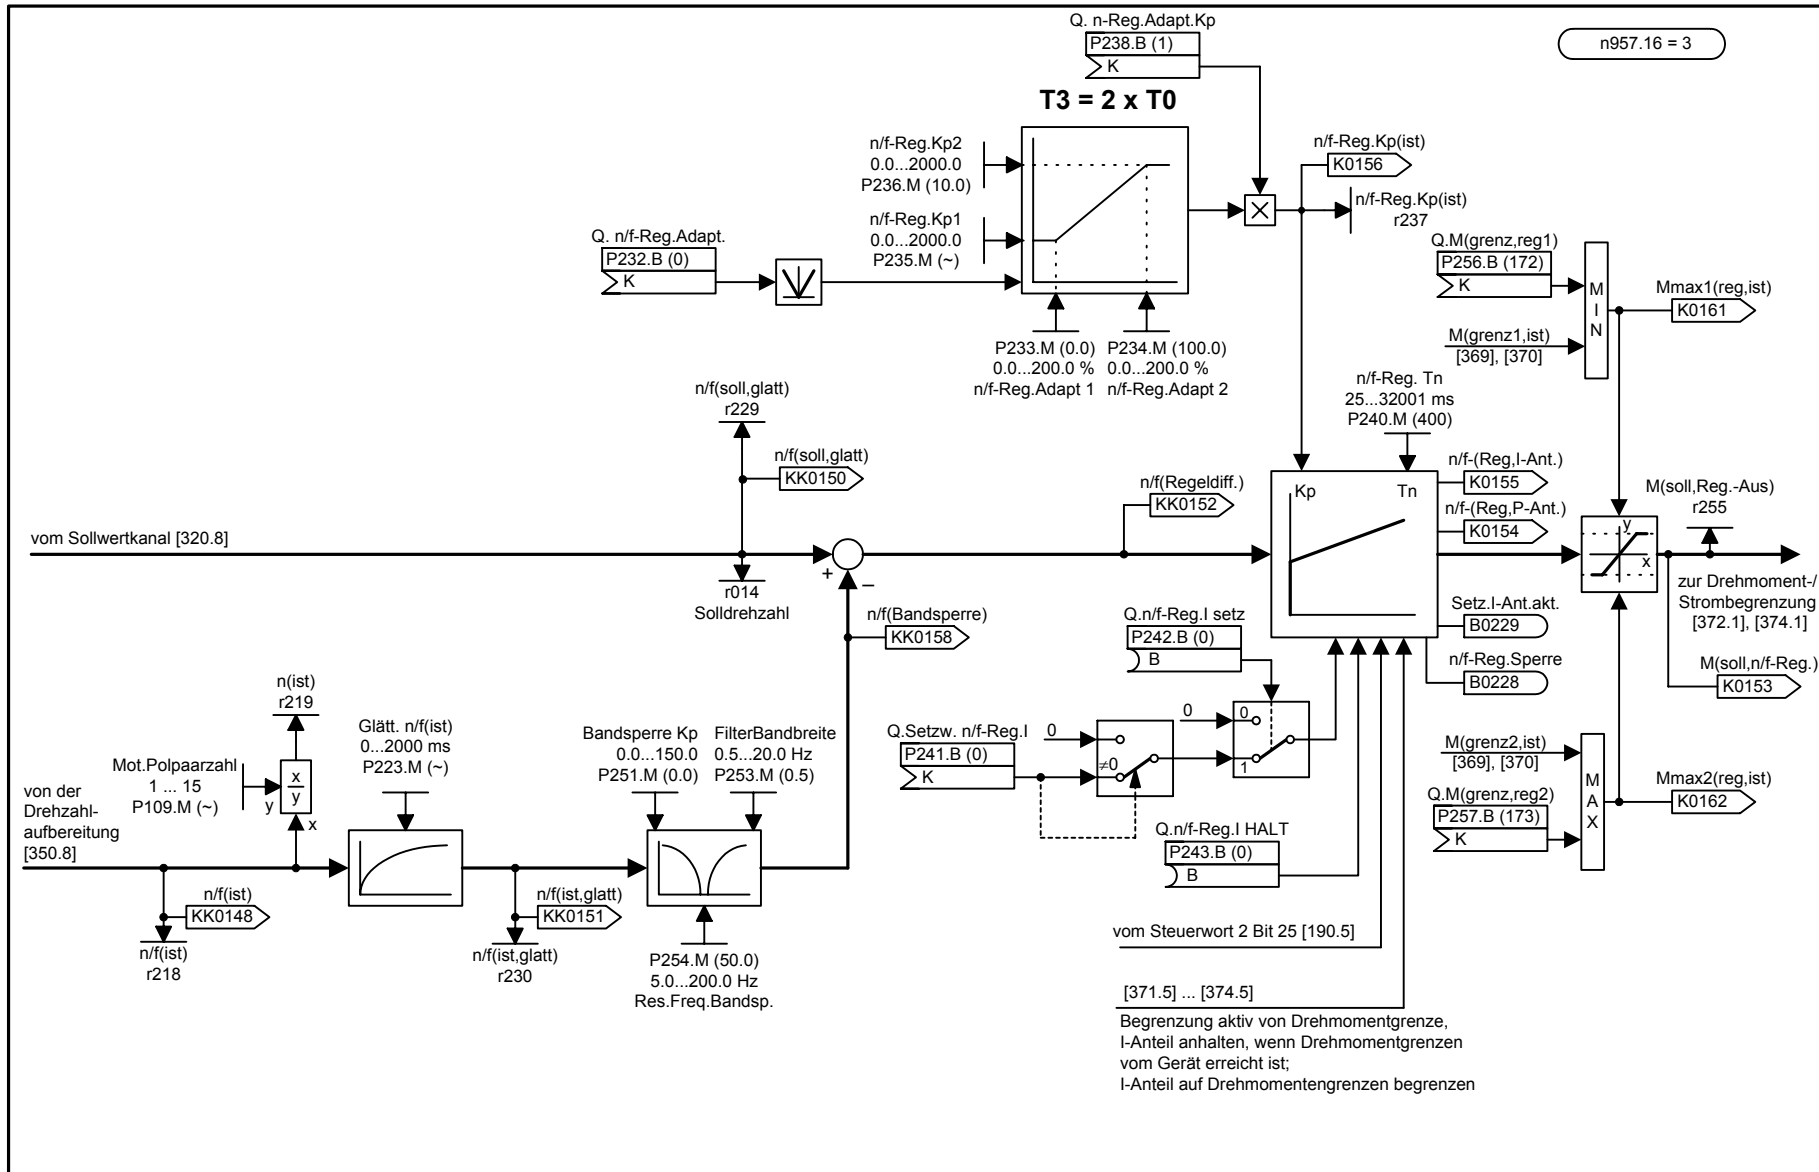 Q. n-Reg.Adapt.Kp
P238.B (1)
K
n957.16 = 3
T3 = 2 x T0
n/f-Reg.Kp2
0.0...2000.0
P236.M (10.0)
n/f-Reg.Kp1
0.0...2000.0
P235.M (~)
Q. n/f-Reg.Adapt.
P232.B (0)
K
P233.M (0.0)
0.0...200.0 %
n/f-Reg.Adapt 1
P234.M (100.0)
0.0...200.0 %
n/f-Reg.Adapt 2
n/f-Reg.Kp(ist)
K0156
n/f-Reg.Kp(ist)
r237
Q.M(grenz,reg1)
P256.B (172)
K
M(grenz1,ist)
[369], [370]
M
I
N
Mmax1(reg,ist)
K0161
n/f-Reg. Tn
25...32001 ms
P240.M (400)
n/f(soll,glatt)
r229
n/f(soll,glatt)
KK0150
vom Sollwertkanal [320.8]
r014
Solldrehzahl
+
–
n/f(Regeldiff.)
KK0152
Kp
Tn
n/f-(Reg,I-Ant.)
K0155
n/f-(Reg,P-Ant.)
K0154
Setz.I-Ant.akt.
B0229
n/f-Reg.Sperre
B0228
y
x
M(soll,Reg.-Aus)
r255
zur Drehmoment-/
Strombegrenzung
[372.1], [374.1]
M(soll,n/f-Reg.)
K0153
n/f(Bandsperre)
KK0158
Q.n/f-Reg.I setz
P242.B (0)
B
Q.Setzw. n/f-Reg.I
P241.B (0)
K
0
≠0
0
0
1
M(grenz2,ist)
[369], [370]
Q.M(grenz,reg2)
P257.B (173)
K
M
A
X
Mmax2(reg,ist)
K0162
n(ist)
r219
Mot.Polpaarzahl
1 ... 15
P109.M (~)
x
y
y
x
von der
Drehzahl-
aufbereitung
[350.8]
Glätt. n/f(ist)
0...2000 ms
P223.M (~)
Bandsperre Kp
0.0...150.0
P251.M (0.0)
FilterBandbreite
0.5...20.0 Hz
P253.M (0.5)
n/f(ist)
KK0148
n/f(ist)
r218
n/f(ist,glatt)
KK0151
n/f(ist,glatt)
r230
P254.M (50.0)
5.0...200.0 Hz
Res.Freq.Bandsp.
Q.n/f-Reg.I HALT
P243.B (0)
B
vom Steuerwort 2 Bit 25 [190.5]
[371.5] ... [374.5]
Begrenzung aktiv von Drehmomentgrenze,
I-Anteil anhalten, wenn Drehmomentgrenzen
vom Gerät erreicht ist;
I-Anteil auf Drehmomentengrenzen begrenzen